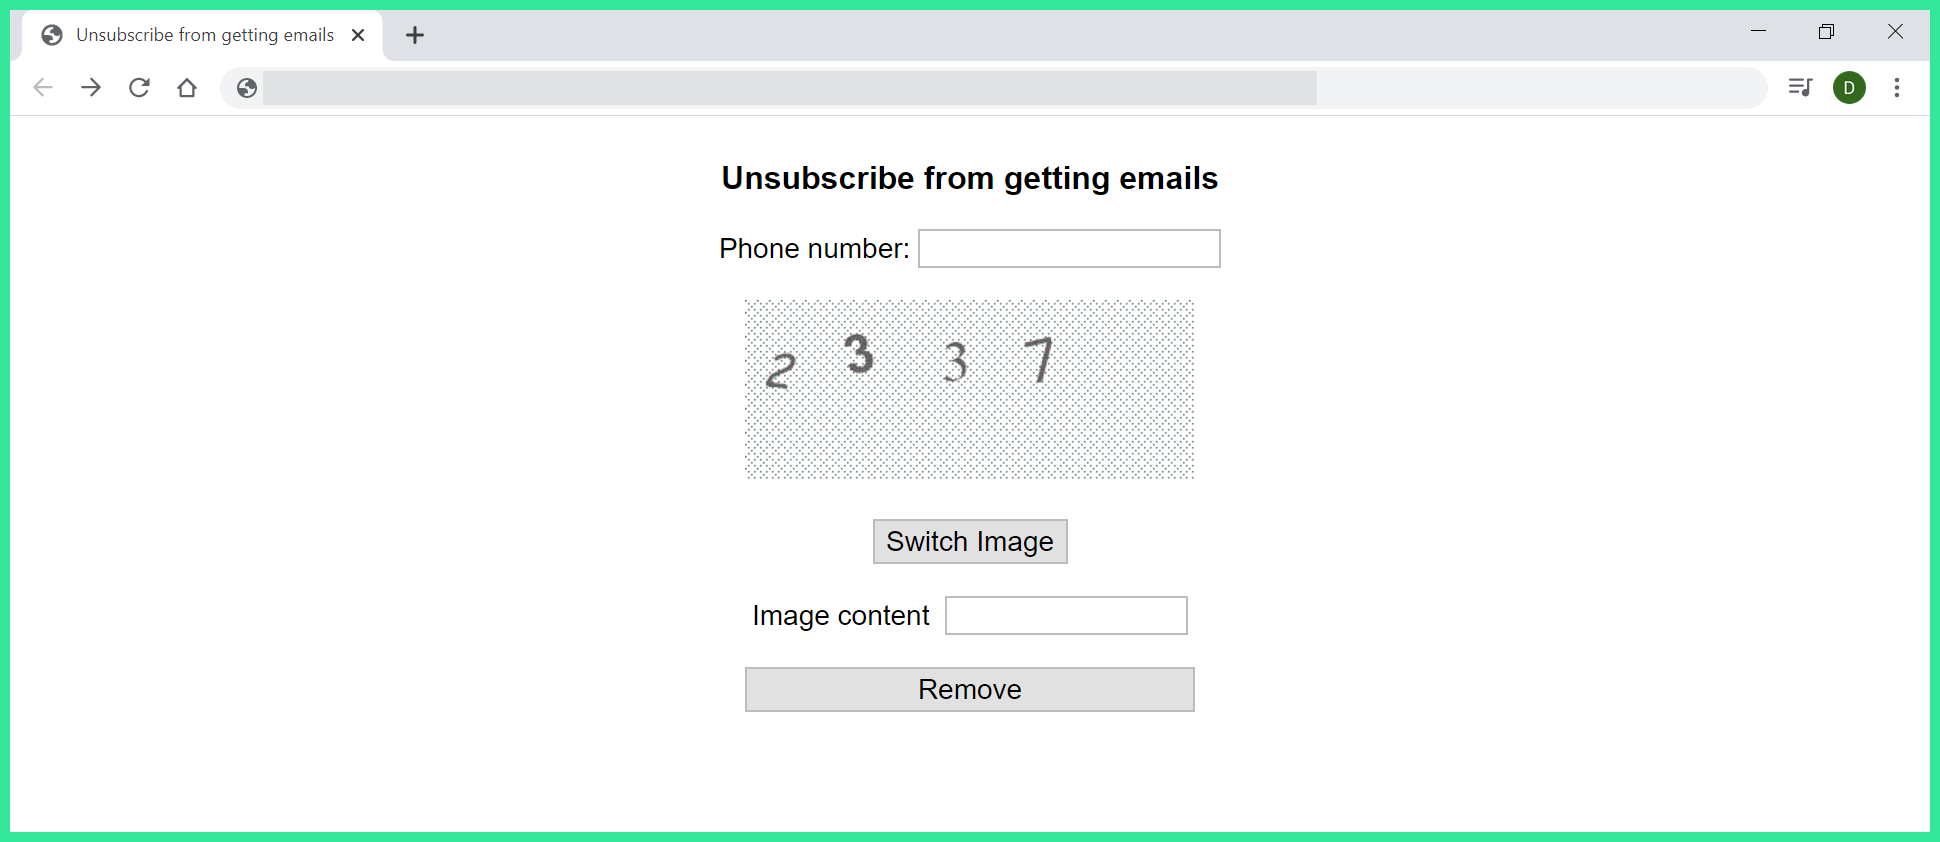 Unsubscribe from getting emails
D
Unsubscribe from getting emails
Phone number:
2 3 3 7
Switch Image
Image content
Remove